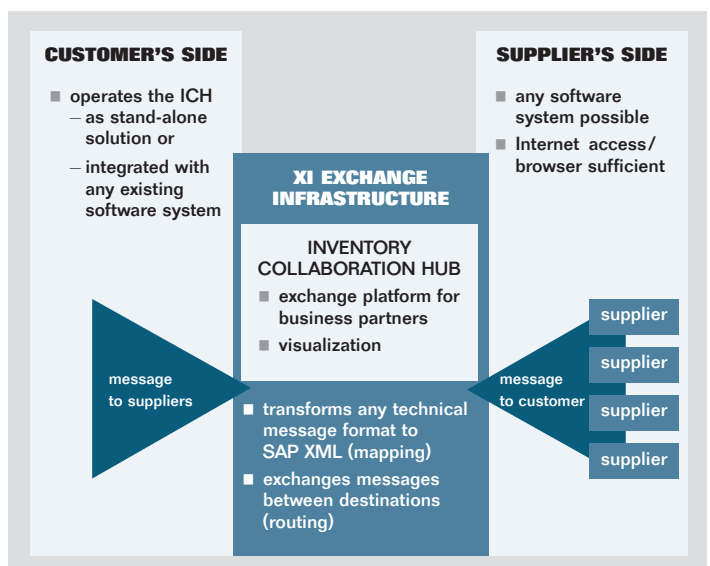 CUSTOMER'S SIDE
■ operates the ICH
– as stand-alone
solution or
– integrated with
any existing
software system
message
to suppliers
XI EXCHANGE
INFRASTRUCTURE
INVENTORY
COLLABORATION HUB
■ exchange platform for
business partners
■ visualization
■ transforms any technical
message format to
SAP XML (mapping)
■ exchanges messages
between destinations
(routing)
SUPPLIER'S SIDE
■ any software
system possible
■ Internet access/
browser sufficient
message
to customer
supplier
supplier
supplier
supplier